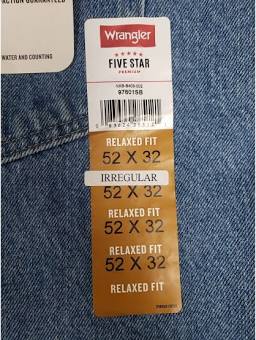 ACTION GUARANTEED
WATER AND COUNTING
Wrangler
FIVE STAR
PREMIUM
97601SB
RELAXED FIT
52 X 32
IRREGULAR
52 X 32
RELAXED FIT
52 X 32
RELAXED FIT
52 X 32
RELAXED FIT